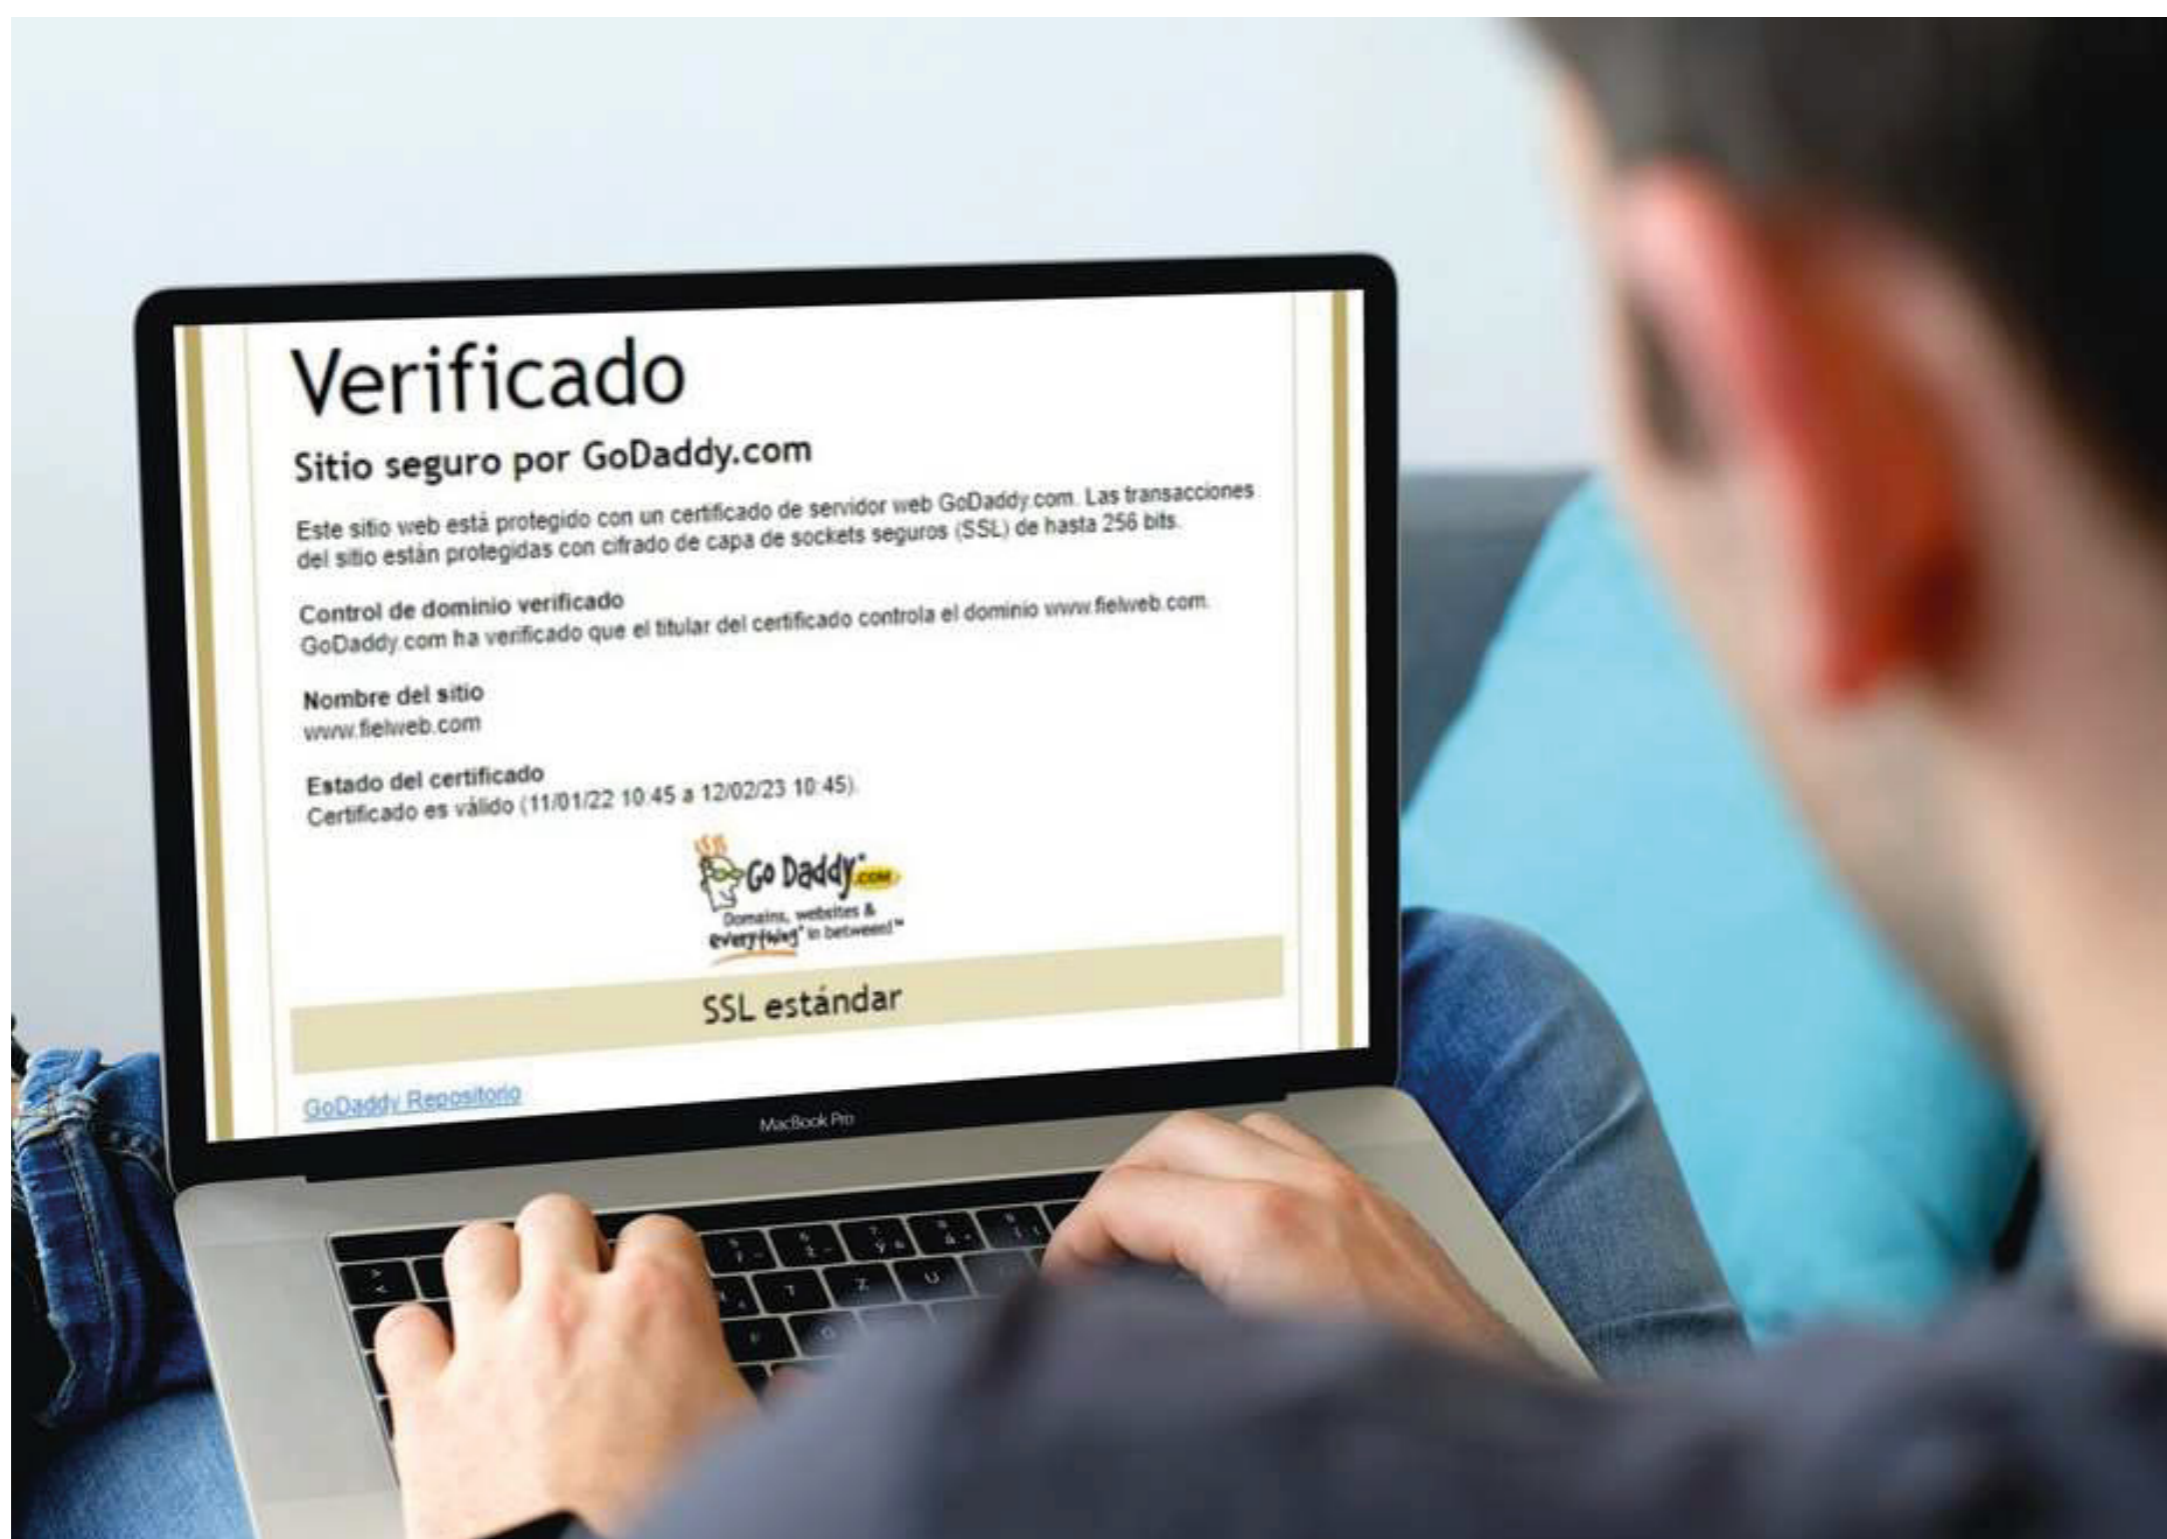 Verificado
Sitio seguro por GoDaddy.com
Este sitio web está protegido con un certificado de servidor web GoDaddy.com. Las transacciones
del sitio están protegidas con cifrado de capa de sockets seguros (SSL) de hasta 256 bits.
Control de dominio verificado
GoDaddy.com ha verificado que el titular del certificado controla el dominio www.fielweb.com.
Nombre del sitio
www.fielweb.com
Estado del certificado
Certificado es válido (11/01/22 10:45 a 12/02/23 10:45).
Go Daddy .COM
Domains, websites &
everything* in between!™
SSL estándar
GoDaddy Repositorio
MacBook Pro
T Z U